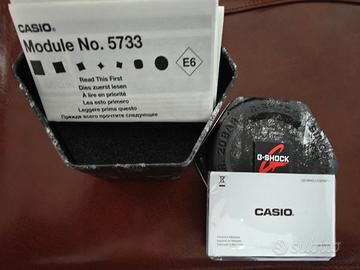 CASIO®
Module No. 5733
E6
Read This First
Dies zuerst lesen
À lire en priorité
Lea esto primero
Leggere prima questo
Прежде всего прочтите следующее
G-SHOCK
CASIO®
subito